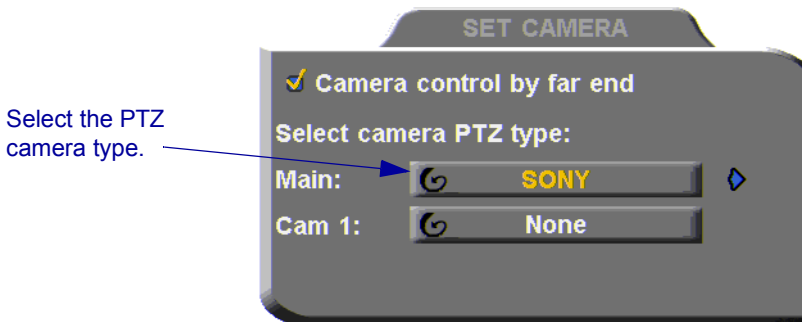 SET CAMERA
Camera control by far end
Select the PTZ
camera type.
Select camera PTZ type:
Main: SONY
Cam 1: None